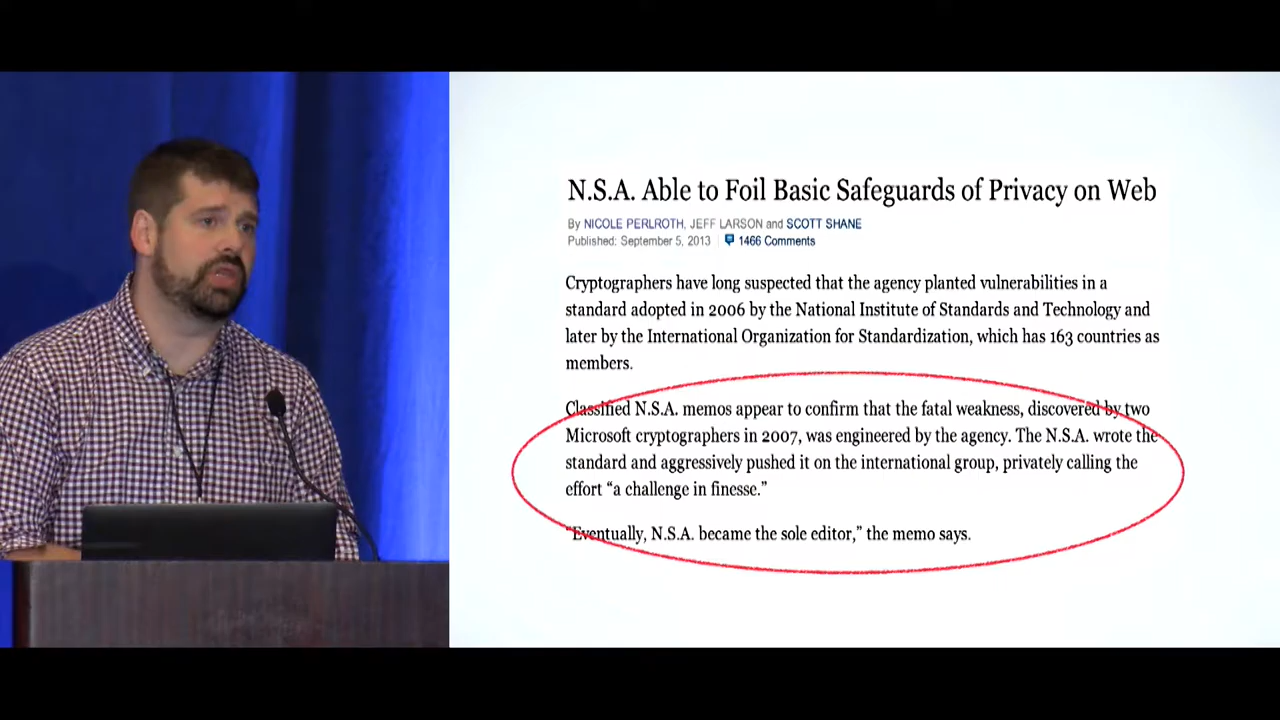 N.S.A. Able to Foil Basic Safeguards of Privacy on Web
By NICOLE PERLROTH, JEFF LARSON and SCOTT SHANE
Published: September 5, 2013 1466 Comments
Cryptographers have long suspected that the agency planted vulnerabilities in a
standard adopted in 2006 by the National Institute of Standards and Technology and
later by the International Organization for Standardization, which has 163 countries as
members.
Classified N.S.A. memos appear to confirm that the fatal weakness, discovered by two
Microsoft cryptographers in 2007, was engineered by the agency. The N.S.A. wrote the
standard and aggressively pushed it on the international group, privately calling the
effort “a challenge in finesse.”
“Eventually, N.S.A. became the sole editor,” the memo says.